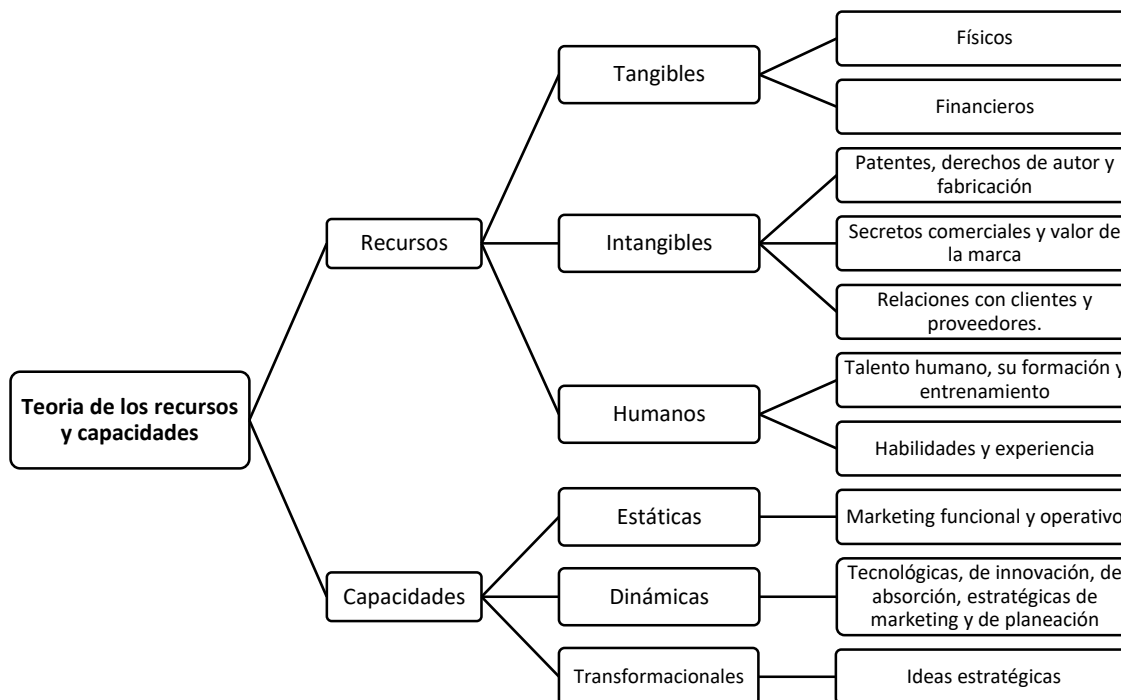 Teoria de los recursos
y capacidades
Recursos
Tangibles
Físicos
Financieros
Intangibles
Patentes, derechos de autor y
fabricación
Secretos comerciales y valor de
la marca
Relaciones con clientes y
proveedores.
Humanos
Talento humano, su formación y
entrenamiento
Habilidades y experiencia
Capacidades
Estáticas
Marketing funcional y operativo
Dinámicas
Tecnológicas, de innovación, de
absorción, estratégicas de
marketing y de planeación
Transformacionales
Ideas estratégicas